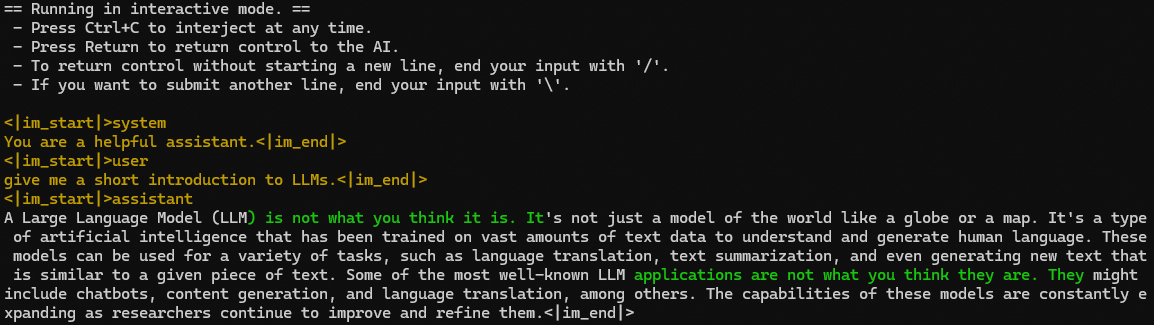 == Running in interactive mode. ==
 - Press Ctrl+C to interject at any time.
 - Press Return to return control to the AI.
 - To return control without starting a new line, end your input with '/'.
 - If you want to submit another line, end your input with '\'.

<|im_start|>system
You are a helpful assistant.<|im_end|>
<|im_start|>user
give me a short introduction to LLMs.<|im_end|>
<|im_start|>assistant
A Large Language Model (LLM) is not what you think it is. It's not just a model of the world like a globe or a map. It's a type
 of artificial intelligence that has been trained on vast amounts of text data to understand and generate human language. These
 models can be used for a variety of tasks, such as language translation, text summarization, and even generating new text that
 is similar to a given piece of text. Some of the most well-known LLM applications are not what you think they are. They might
include chatbots, content generation, and language translation, among others. The capabilities of these models are constantly e
xpanding as researchers continue to improve and refine them.<|im_end|>